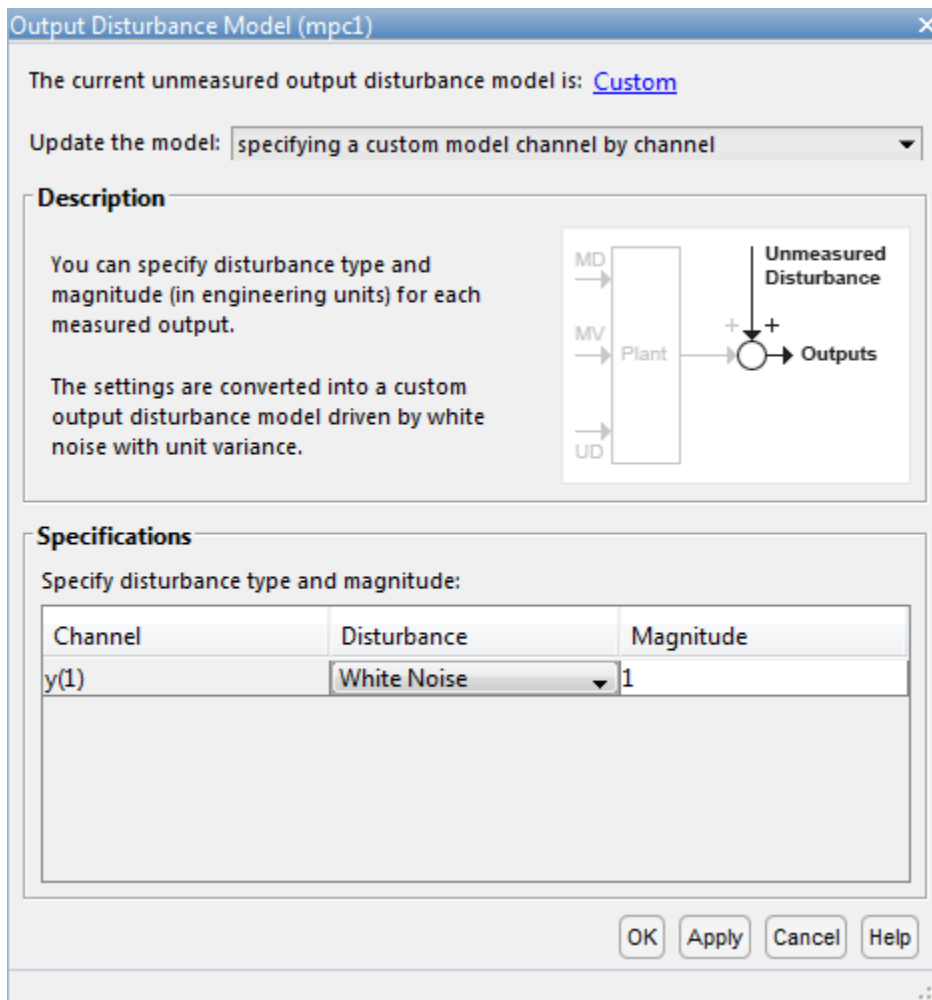 Output Disturbance Model (mpc1)
The current unmeasured output disturbance model is: Custom
Update the model: specifying a custom model channel by channel
Description
You can specify disturbance type and
magnitude (in engineering units) for each
measured output.
The settings are converted into a custom
output disturbance model driven by white
noise with unit variance.
MD
MV
UD
Plant
Unmeasured
Disturbance
+ +
Outputs
Specifications
Specify disturbance type and magnitude:
Channel Disturbance Magnitude
y(1) White Noise 1
OK Apply Cancel Help